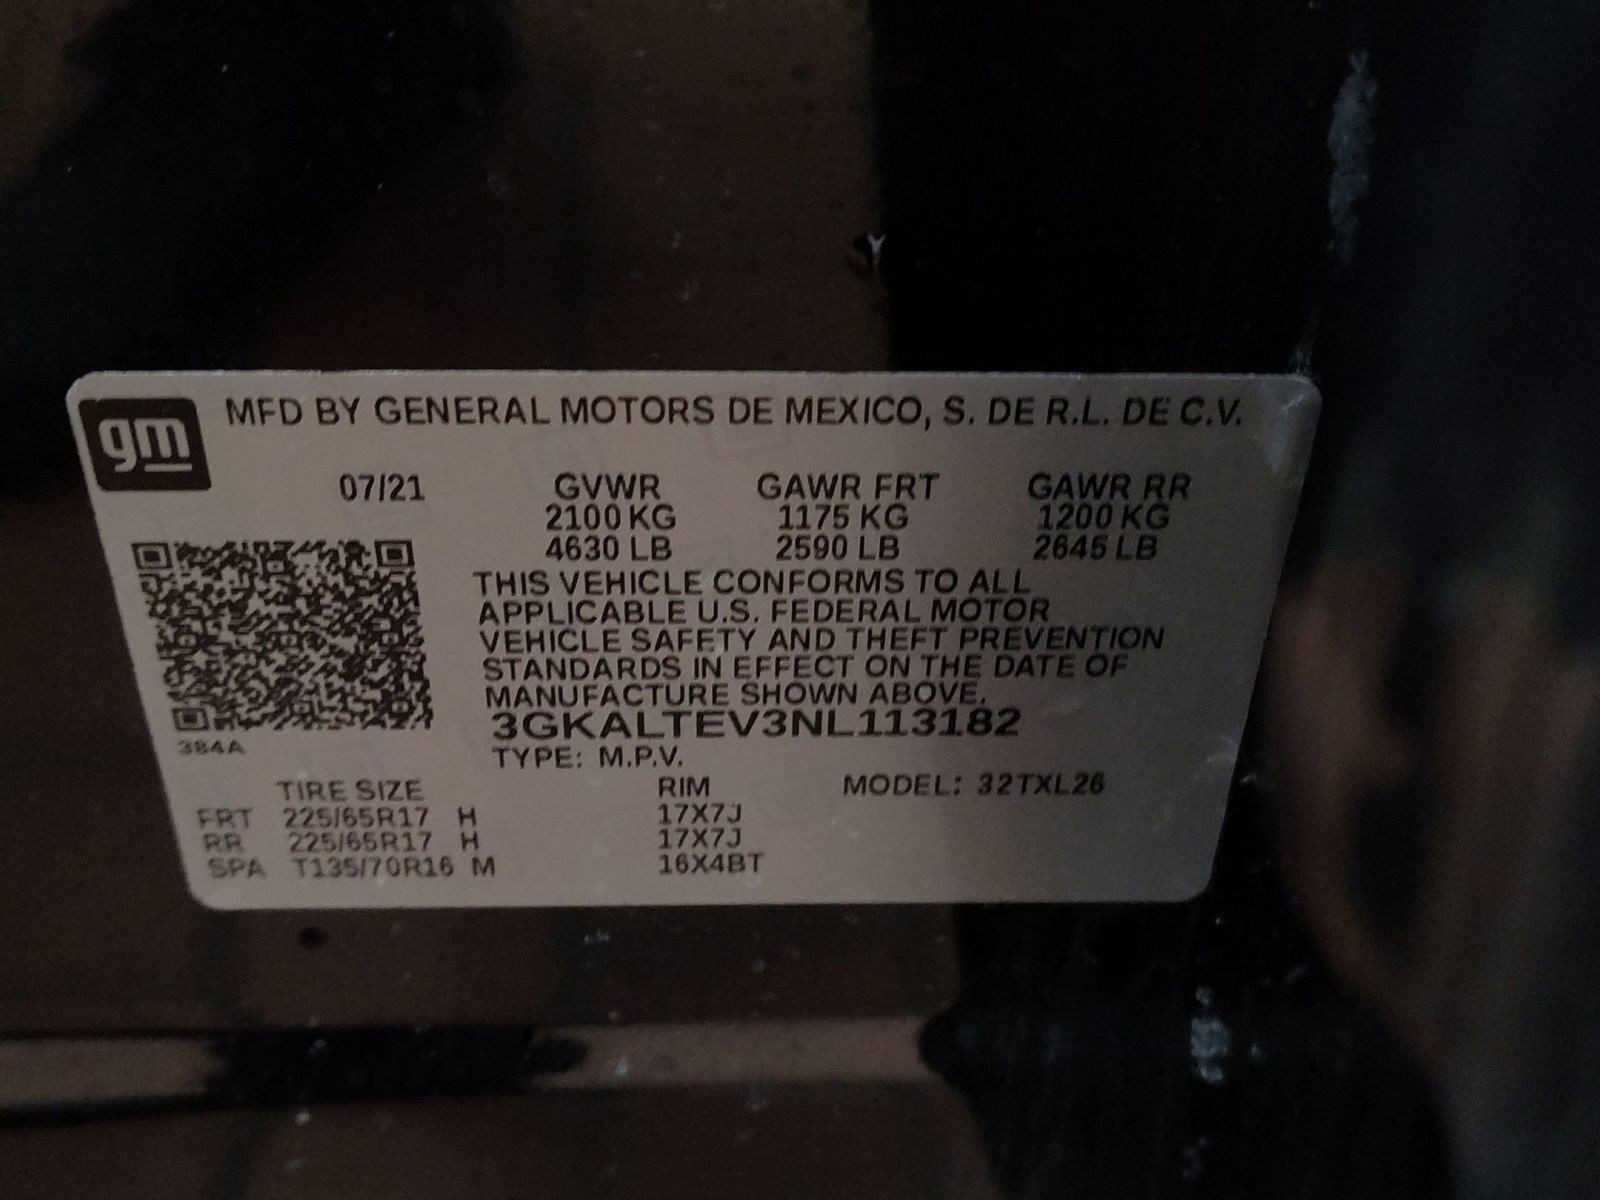 gm
MFD BY GENERAL MOTORS DE MEXICO, S. DE R.L. DE C.V.
07/21 GVWR GAWR FRT GAWR RR
2100 KG 1175 KG 1200 KG
4630 LB 2590 LB 2645 LB
THIS VEHICLE CONFORMS TO ALL
APPLICABLE U.S. FEDERAL MOTOR
VEHICLE SAFETY AND THEFT PREVENTION
STANDARDS IN EFFECT ON THE DATE OF
MANUFACTURE SHOWN ABOVE.
3GKALTEV3NL113182
384A
TYPE: M.P.V.
TIRE SIZE RIM MODEL: 32TXL26
FRT 225/65R17 H 17X7J
RR 225/65R17 H 17X7J
SPA T135/70R16 M 16X4BT